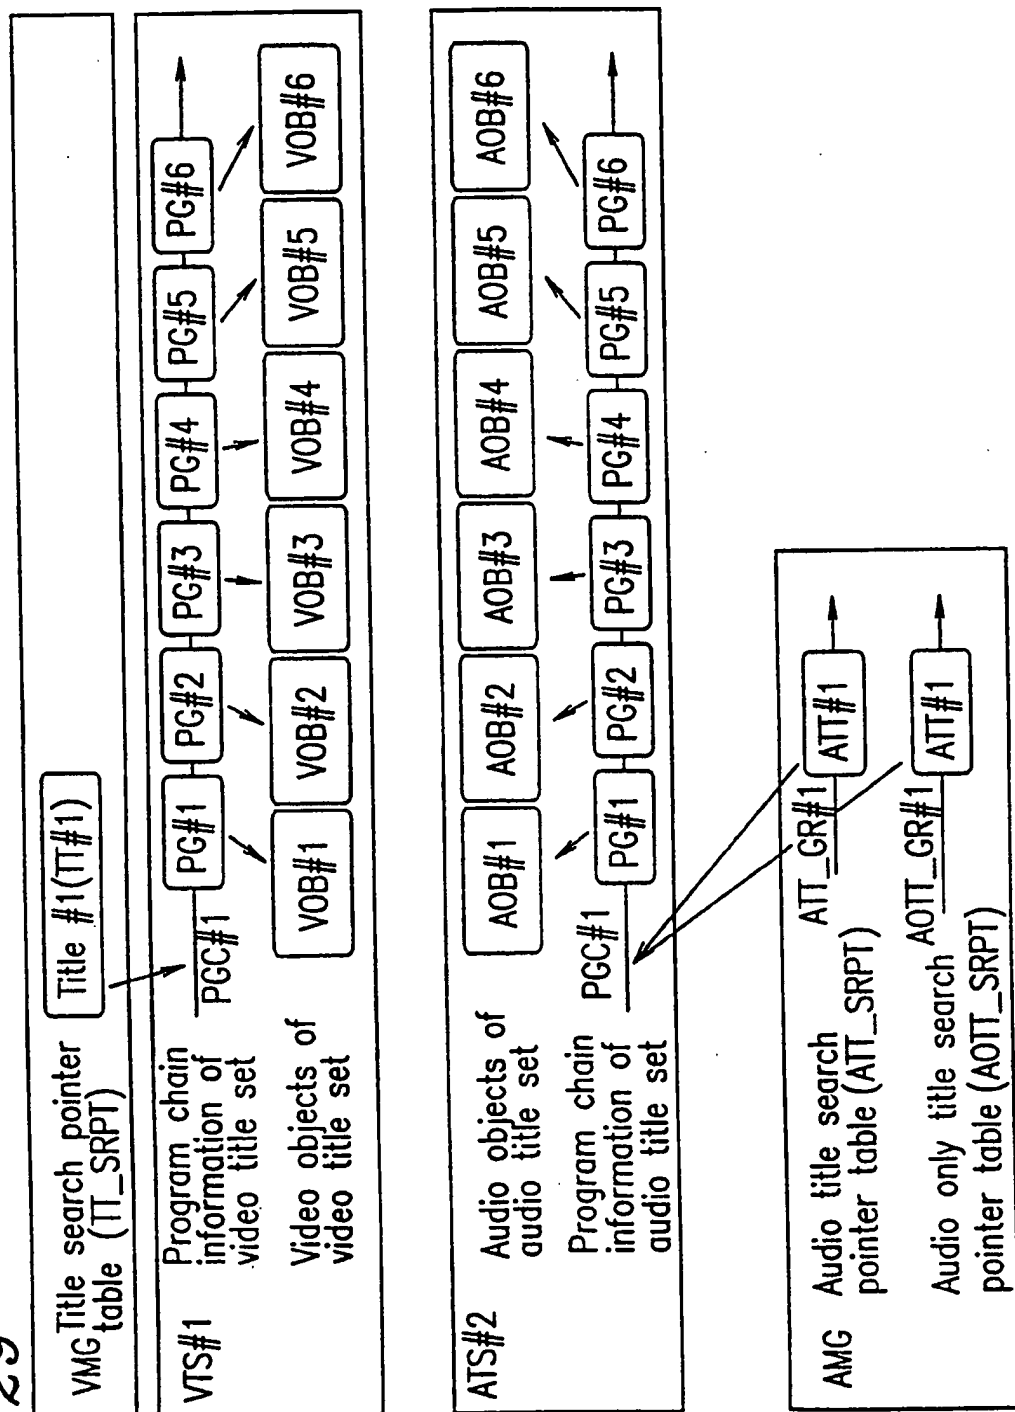 29
VMG
Title search pointer
table (TT_SRPT)
Title #1(TT#1)
VTS#1
Program chain
information of
video title set
PGC#1
PG#1
PG#2
PG#3
PG#4
PG#5
PG#6
Video objects of
video title set
VOB#1
VOB#2
VOB#3
VOB#4
VOB#5
VOB#6
ATS#2
Audio objects of
audio title set
AOB#1
AOB#2
AOB#3
AOB#4
AOB#5
AOB#6
Program chain
information of
audio title set
PGC#1
PG#1
PG#2
PG#3
PG#4
PG#5
PG#6
AMG
Audio title search
pointer table (ATT_SRPT)
ATT_GR#1
ATT#1
Audio only title search
pointer table (AOTT_SRPT)
AOTT_GR#1
ATT#1